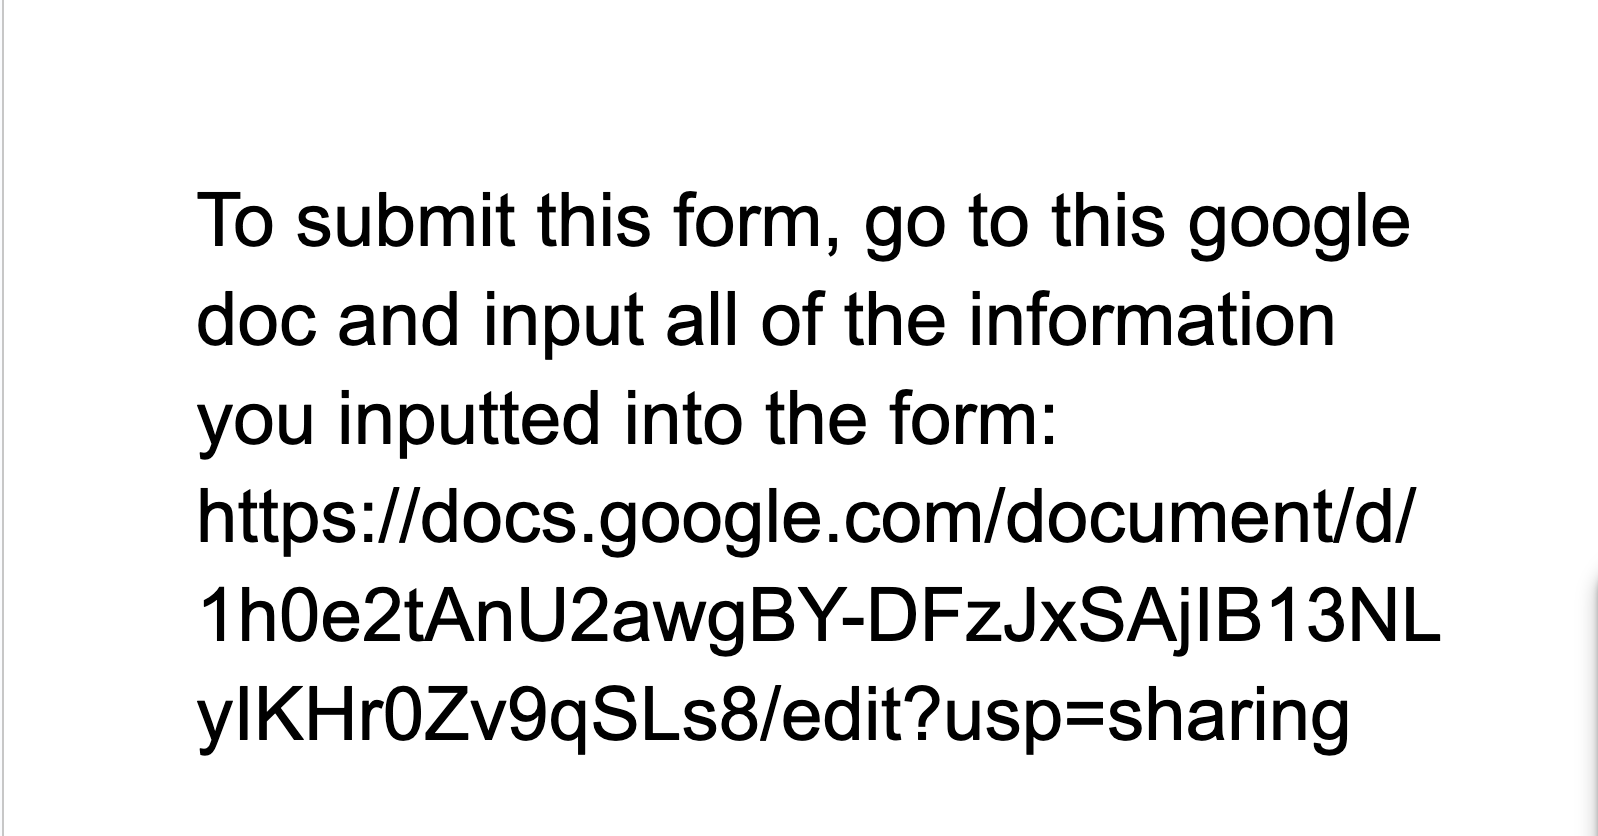 To submit this form, go to this google
doc and input all of the information
you inputted into the form:
https://docs.google.com/document/d/
1h0e2tAnU2awgBY-DFzJxSAjIB13NL
yIKHr0Zv9qSLs8/edit?usp=sharing